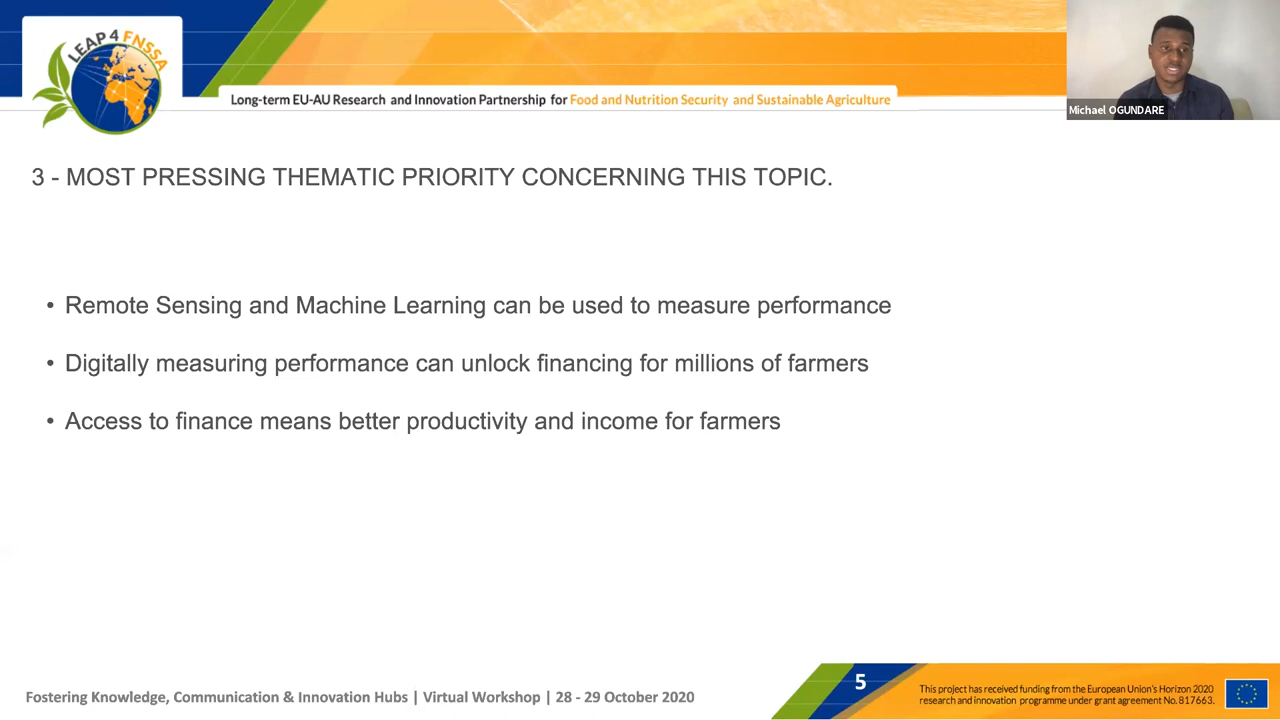 LEAP 4 FNSSA
Long-term EU-AU Research and Innovation Partnership for Food and Nutrition Security and Sustainable Agriculture
Michael OGUNDARE
3 - MOST PRESSING THEMATIC PRIORITY CONCERNING THIS TOPIC.
• Remote Sensing and Machine Learning can be used to measure performance
• Digitally measuring performance can unlock financing for millions of farmers
• Access to finance means better productivity and income for farmers
Fostering Knowledge, Communication & Innovation Hubs | Virtual Workshop | 28 - 29 October 2020
5
This project has received funding from the European Union's Horizon 2020
research and innovation programme under grant agreement No. 817663.